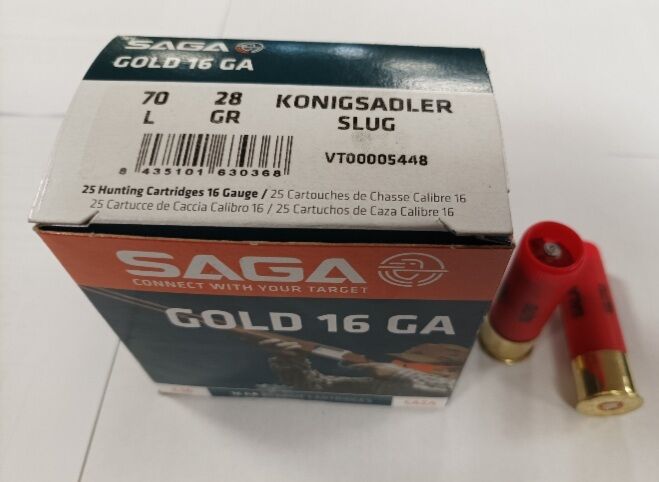 SAGA
GOLD 16 GA
70 28 KONIGSADLER
L GR SLUG
8 435101 630368
VT00005448
25 Hunting Cartridges 16 Gauge / 25 Cartouches de Chasse Calibre 16
25 Cartucce de Caccia Calibro 16 / 25 Cartuchos de Caza Calibre 16
SAGA
CONNECT WITH YOUR TARGET
GOLD 16 GA
CARTRIDGES